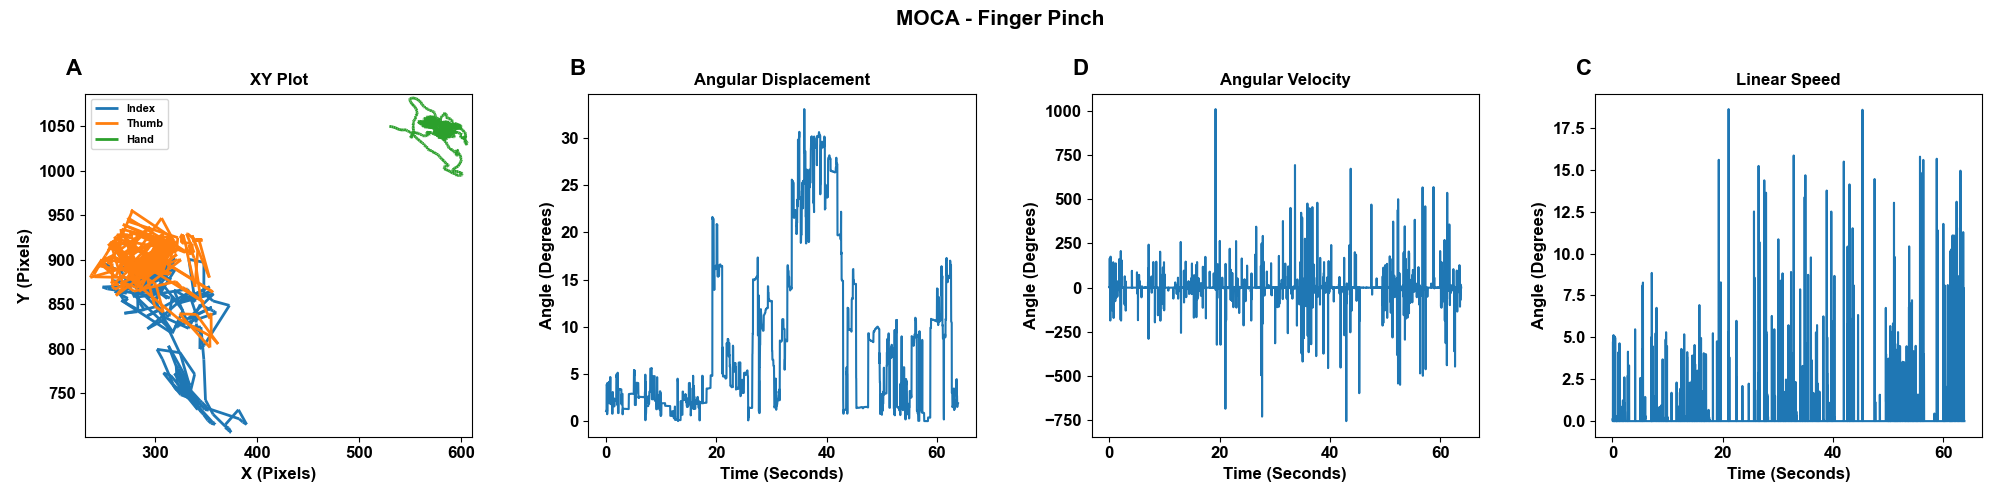 MOCA - Finger Pinch
A
XY Plot
Index
Thumb
Hand
1050
1000
950
900
850
800
750
Y (Pixels)
300
400
500
600
X (Pixels)
B
Angular Displacement
30
25
20
15
10
5
0
Angle (Degrees)
0
20
40
60
Time (Seconds)
D
Angular Velocity
1000
750
500
250
0
−250
−500
−750
Angle (Degrees)
0
20
40
60
Time (Seconds)
C
Linear Speed
17.5
15.0
12.5
10.0
7.5
5.0
2.5
0.0
Angle (Degrees)
0
20
40
60
Time (Seconds)